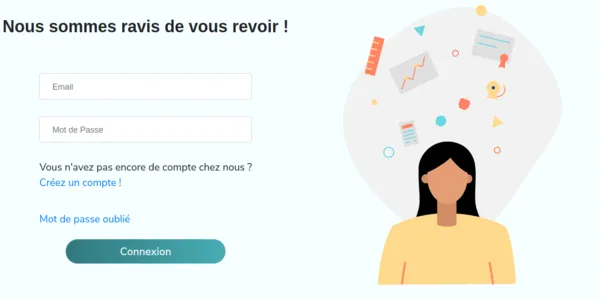 Nous sommes ravis de vous revoir !
Email
Mot de Passe
Vous n'avez pas encore de compte chez nous ?
Créez un compte !
Mot de passe oublié
Connexion